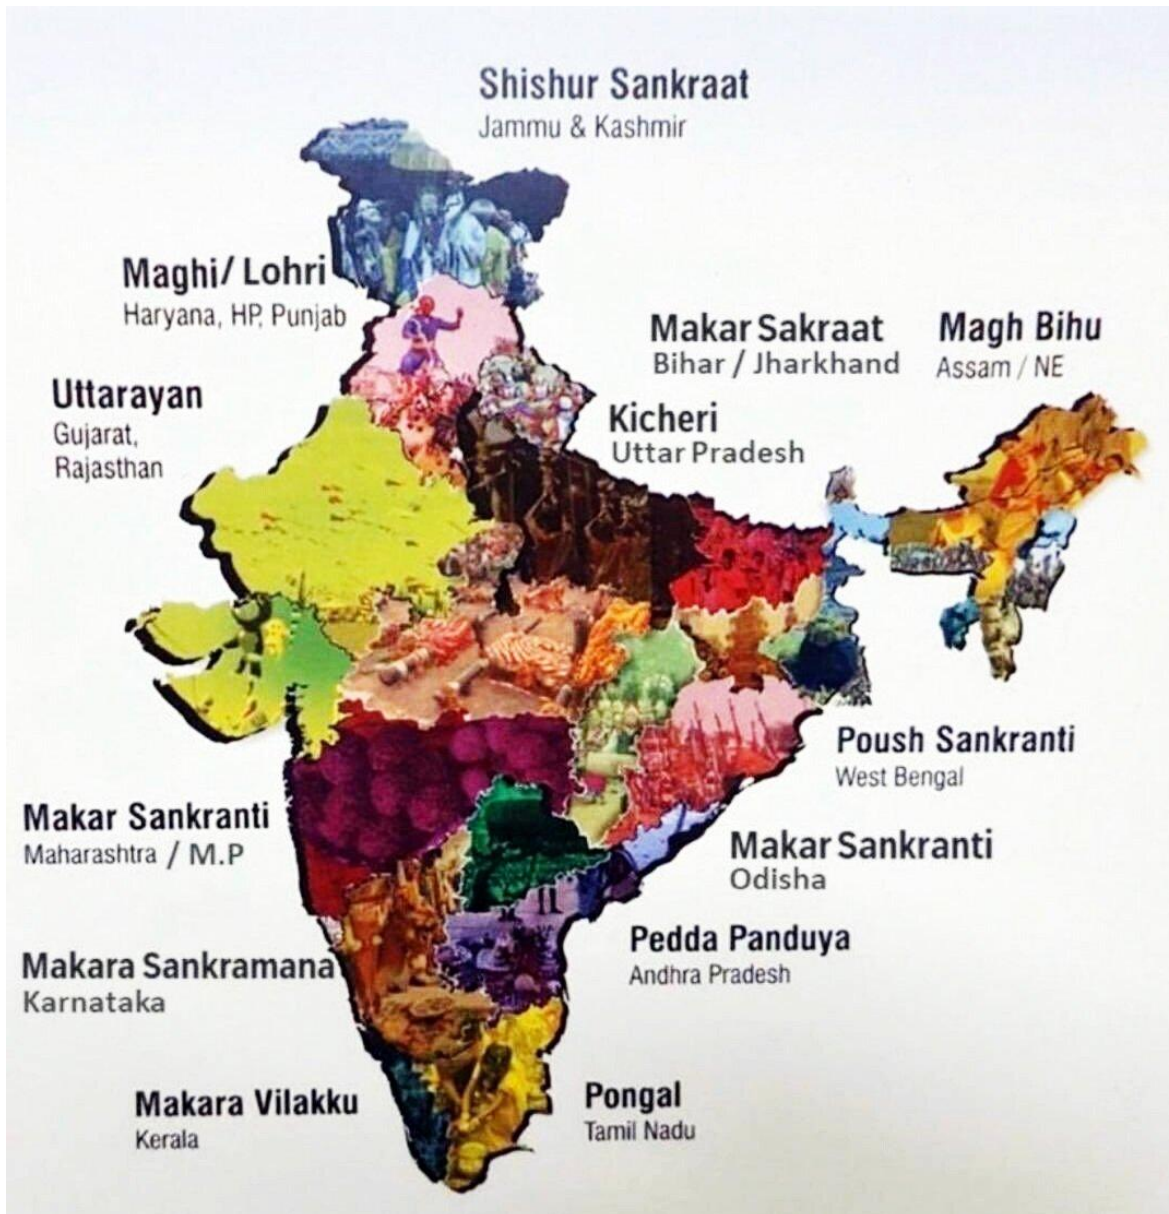 Shishur Sankraat
Jammu & Kashmir
Maghi/ Lohri
Haryana, HP, Punjab
Makar Sakraat
Bihar / Jharkhand
Magh Bihu
Assam / NE
Uttarayan
Gujarat,
Rajasthan
Kicheri
Uttar Pradesh
Poush Sankranti
West Bengal
Makar Sankranti
Maharashtra / M.P
Makar Sankranti
Odisha
Pedda Panduya
Andhra Pradesh
Makara Sankramana
Karnataka
Makara Vilakku
Kerala
Pongal
Tamil Nadu